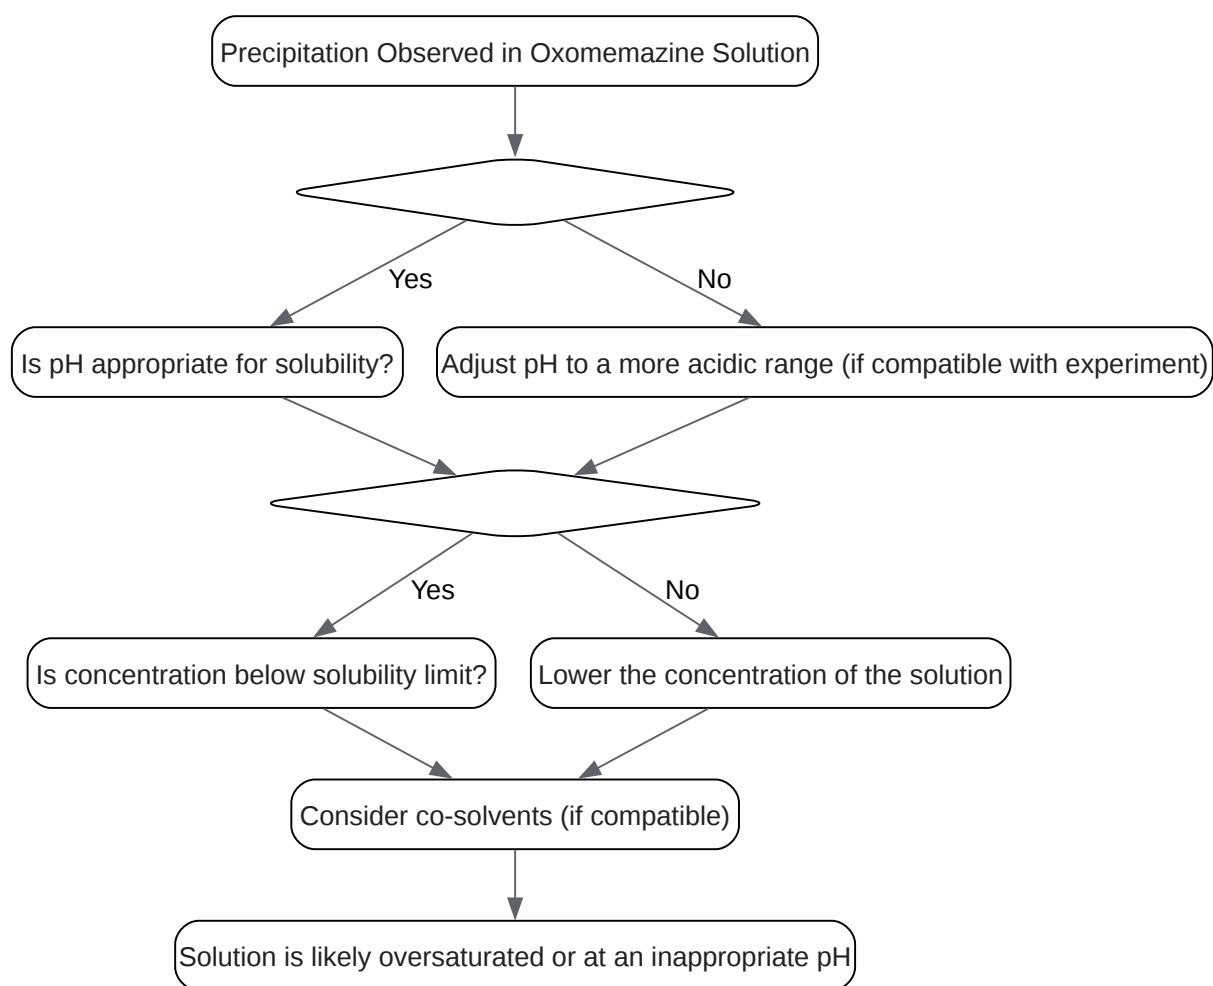 Precipitation Observed in Oxomemazine Solution
Yes
No
Is pH appropriate for solubility?
Adjust pH to a more acidic range (if compatible with experiment)
Yes
No
Is concentration below solubility limit?
Lower the concentration of the solution
Consider co-solvents (if compatible)
Solution is likely oversaturated or at an inappropriate pH